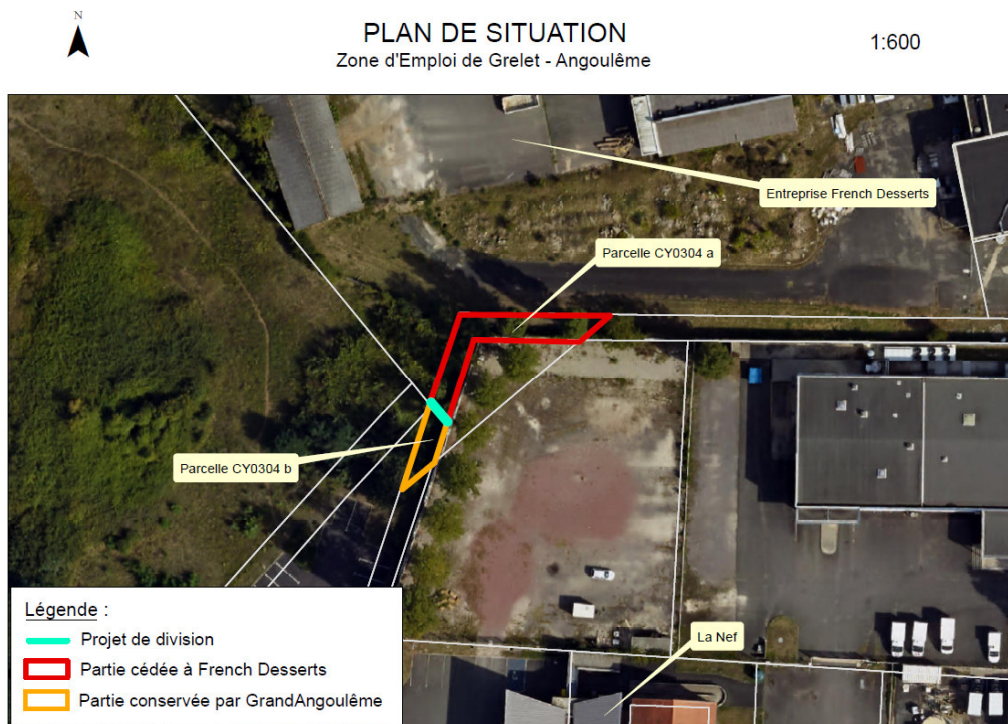 N
PLAN DE SITUATION
Zone d'Emploi de Grelet - Angoulême
1:600
Entreprise French Desserts
Parcelle CY0304 a
Parcelle CY0304 b
La Nef
Légende :
Projet de division
Partie cédée à French Desserts
Partie conservée par GrandAngoulême